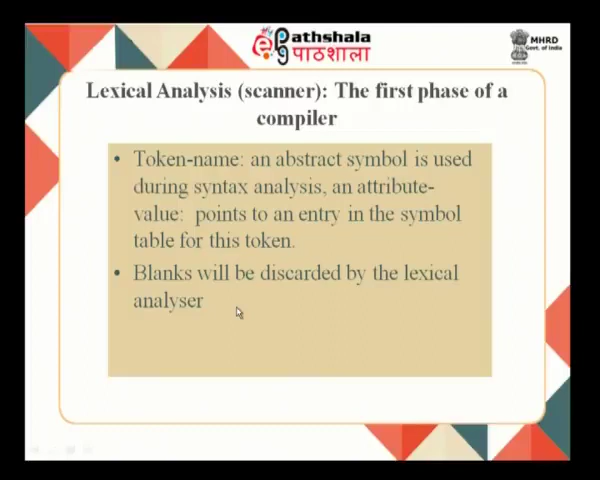 epathshala
पाठशाला
MHRD
Govt. of India
Lexical Analysis (scanner): The first phase of a
compiler
• Token-name: an abstract symbol is used
during syntax analysis, an attribute-
value: points to an entry in the symbol
table for this token.
• Blanks will be discarded by the lexical
analyser